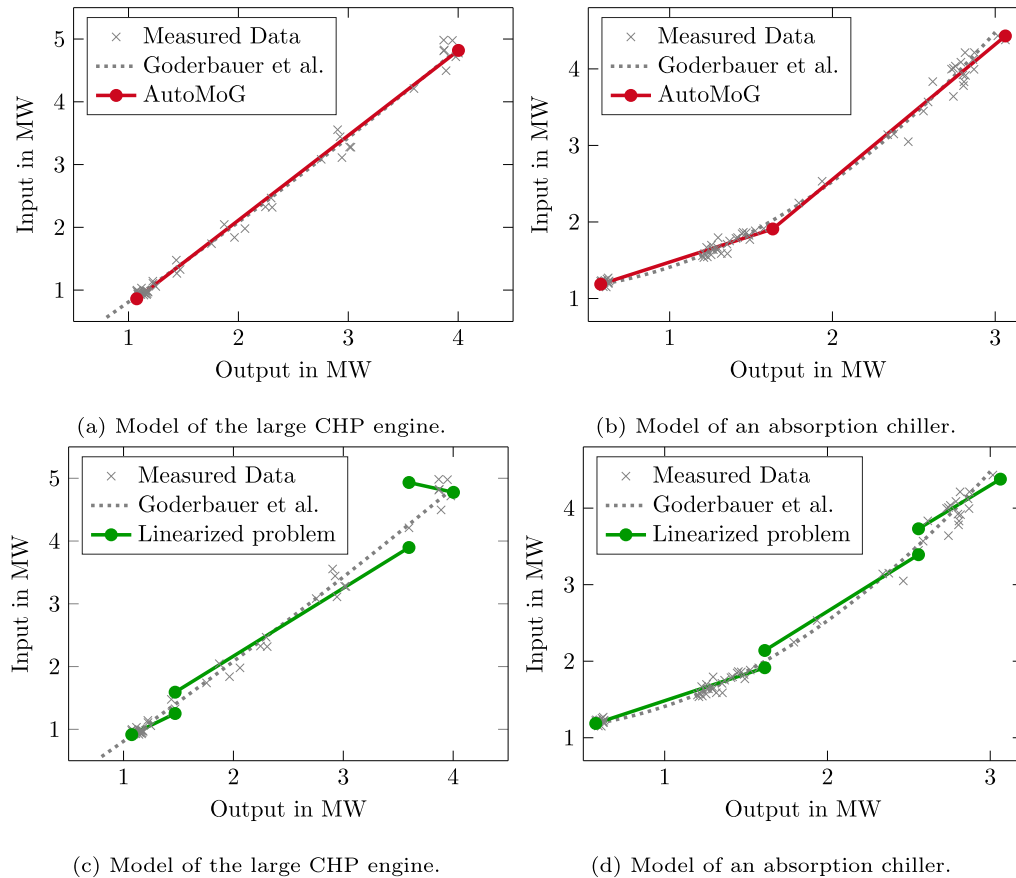 5
4
3
2
1
1
2
3
4
Input in MW
Output in MW
Measured Data
Goderbauer et al.
AutoMoG
(a) Model of the large CHP engine.
4
3
2
1
1
2
3
Input in MW
Output in MW
Measured Data
Goderbauer et al.
AutoMoG
(b) Model of an absorption chiller.
5
4
3
2
1
1
2
3
4
Input in MW
Output in MW
Measured Data
Goderbauer et al.
Linearized problem
(c) Model of the large CHP engine.
4
3
2
1
1
2
3
Input in MW
Output in MW
Measured Data
Goderbauer et al.
Linearized problem
(d) Model of an absorption chiller.